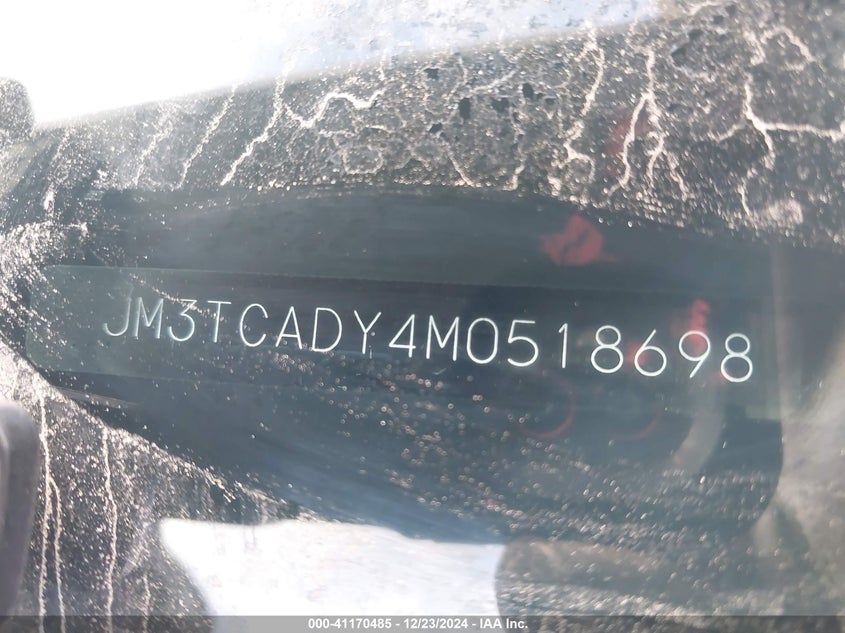 JM3TCADY4M0518698
000-41170485 - 12/23/2024 - IAA Inc.